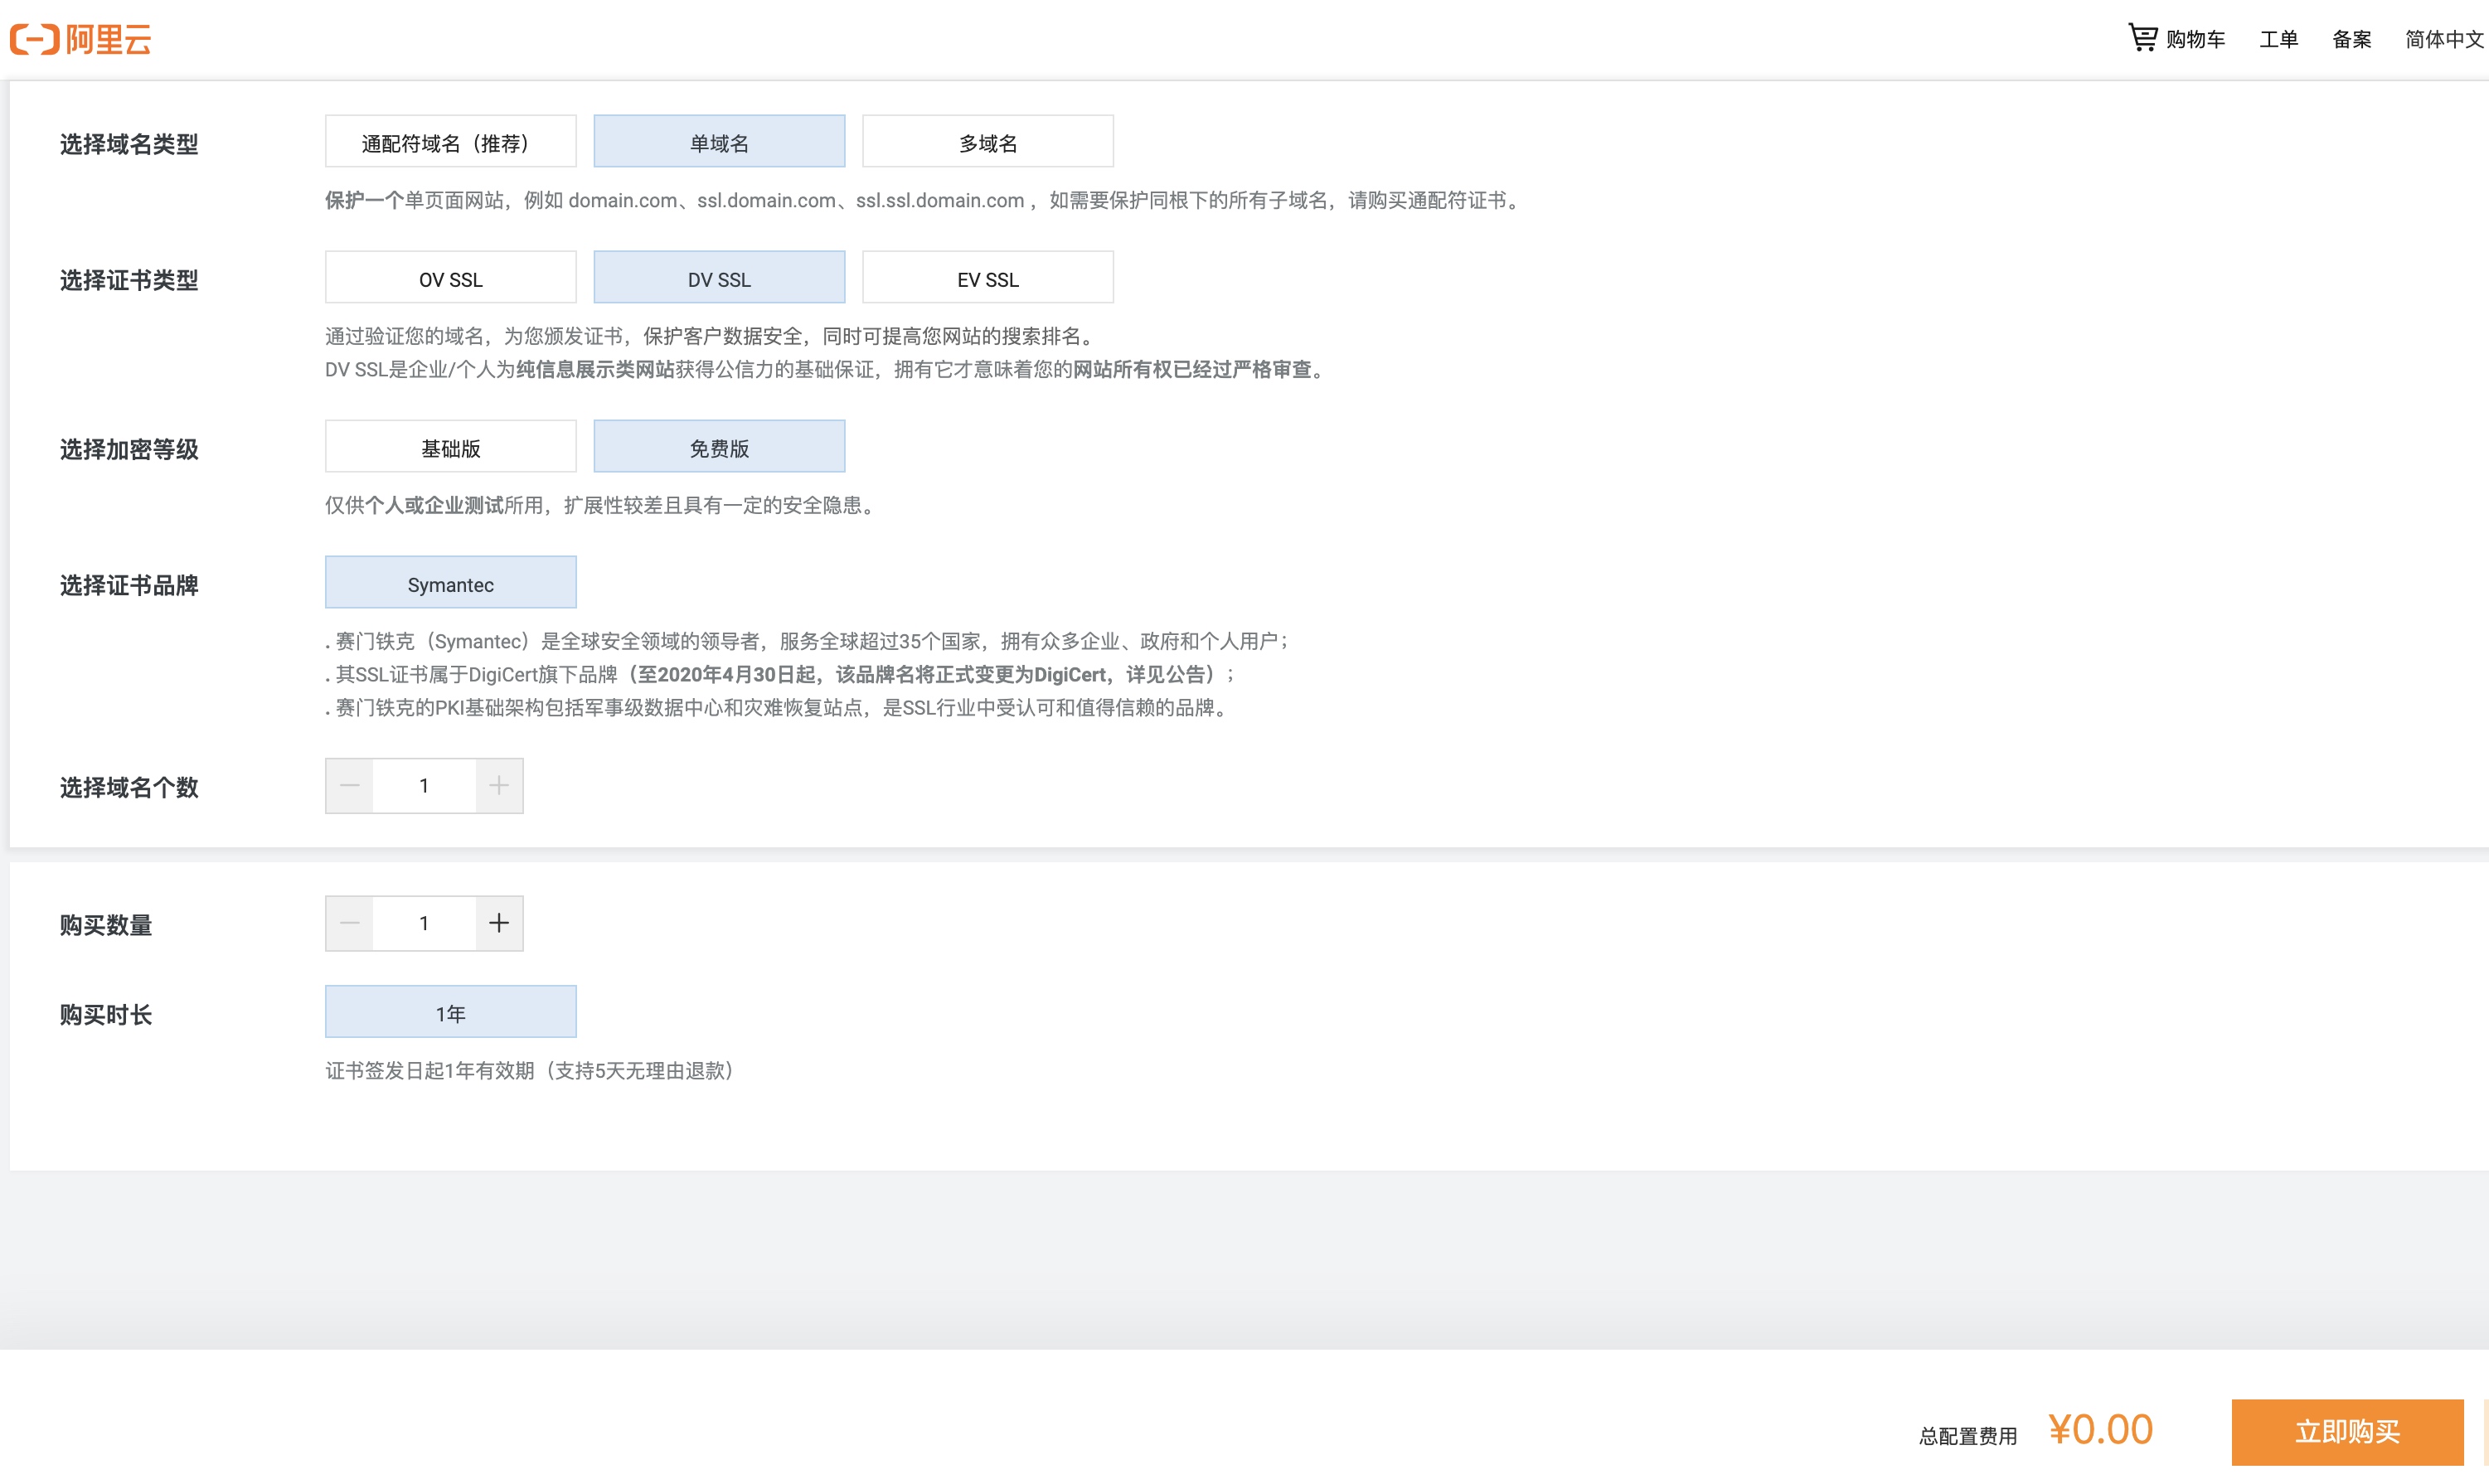 阿里云
购物车 工单 备案 简体中文
选择域名类型 通配符域名（推荐） 单域名 多域名
保护一个单页面网站，例如 domain.com、ssl.domain.com、ssl.ssl.domain.com ，如需要保护同根下的所有子域名，请购买通配符证书。
选择证书类型 OV SSL DV SSL EV SSL
通过验证您的域名，为您颁发证书，保护客户数据安全，同时可提高您网站的搜索排名。
DV SSL是企业/个人为纯信息展示类网站获得公信力的基础保证，拥有它才意味着您的网站所有权已经过严格审查。
选择加密等级 基础版 免费版
仅供个人或企业测试所用，扩展性较差且具有一定的安全隐患。
选择证书品牌 Symantec
. 赛门铁克（Symantec）是全球安全领域的领导者，服务全球超过35个国家，拥有众多企业、政府和个人用户；
. 其SSL证书属于DigiCert旗下品牌（至2020年4月30日起，该品牌名将正式变更为DigiCert，详见公告）；
. 赛门铁克的PKI基础架构包括军事级数据中心和灾难恢复站点，是SSL行业中受认可和值得信赖的品牌。
选择域名个数 — 1 +
购买数量 — 1 +
购买时长 1年
证书签发日起1年有效期（支持5天无理由退款）
总配置费用 ¥0.00 立即购买